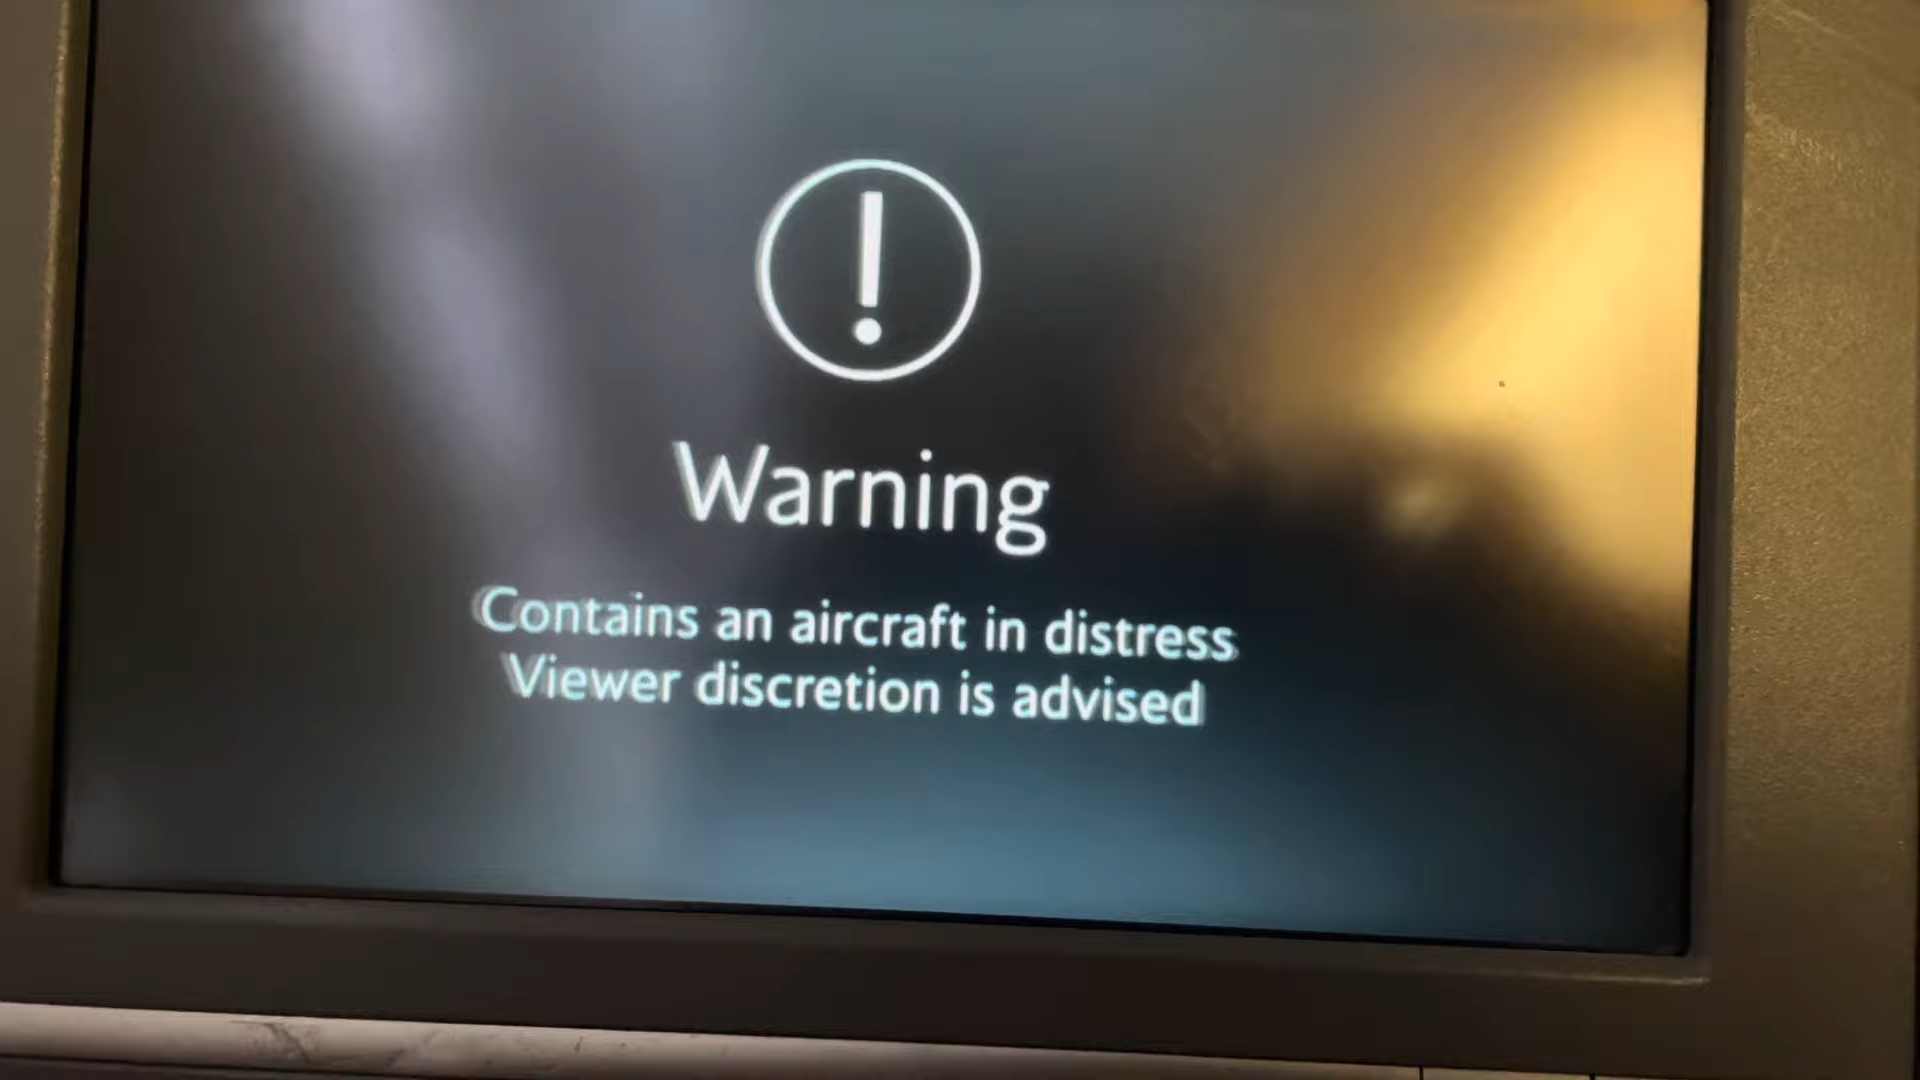 Warning
Contains an aircraft in distress
Viewer discretion is advised